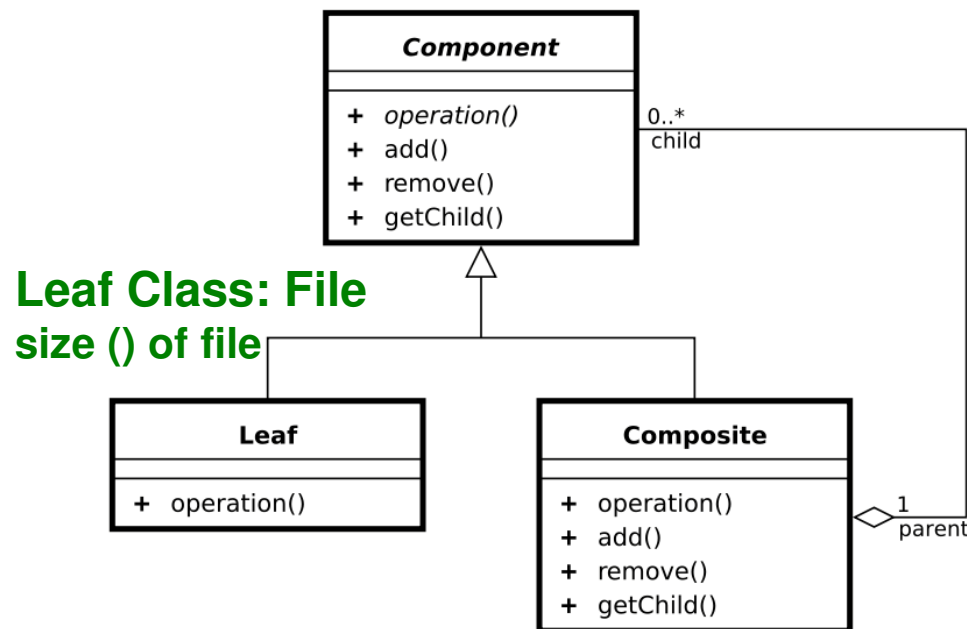 Component
+ operation()
+ add()
+ remove()
+ getChild()
0..*
child
Leaf Class: File
size () of file
Leaf
+ operation()
Composite
+ operation()
+ add()
+ remove()
+ getChild()
1
parent